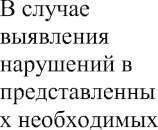 В случае
выявления
нарушений в
представленны
х необходимых